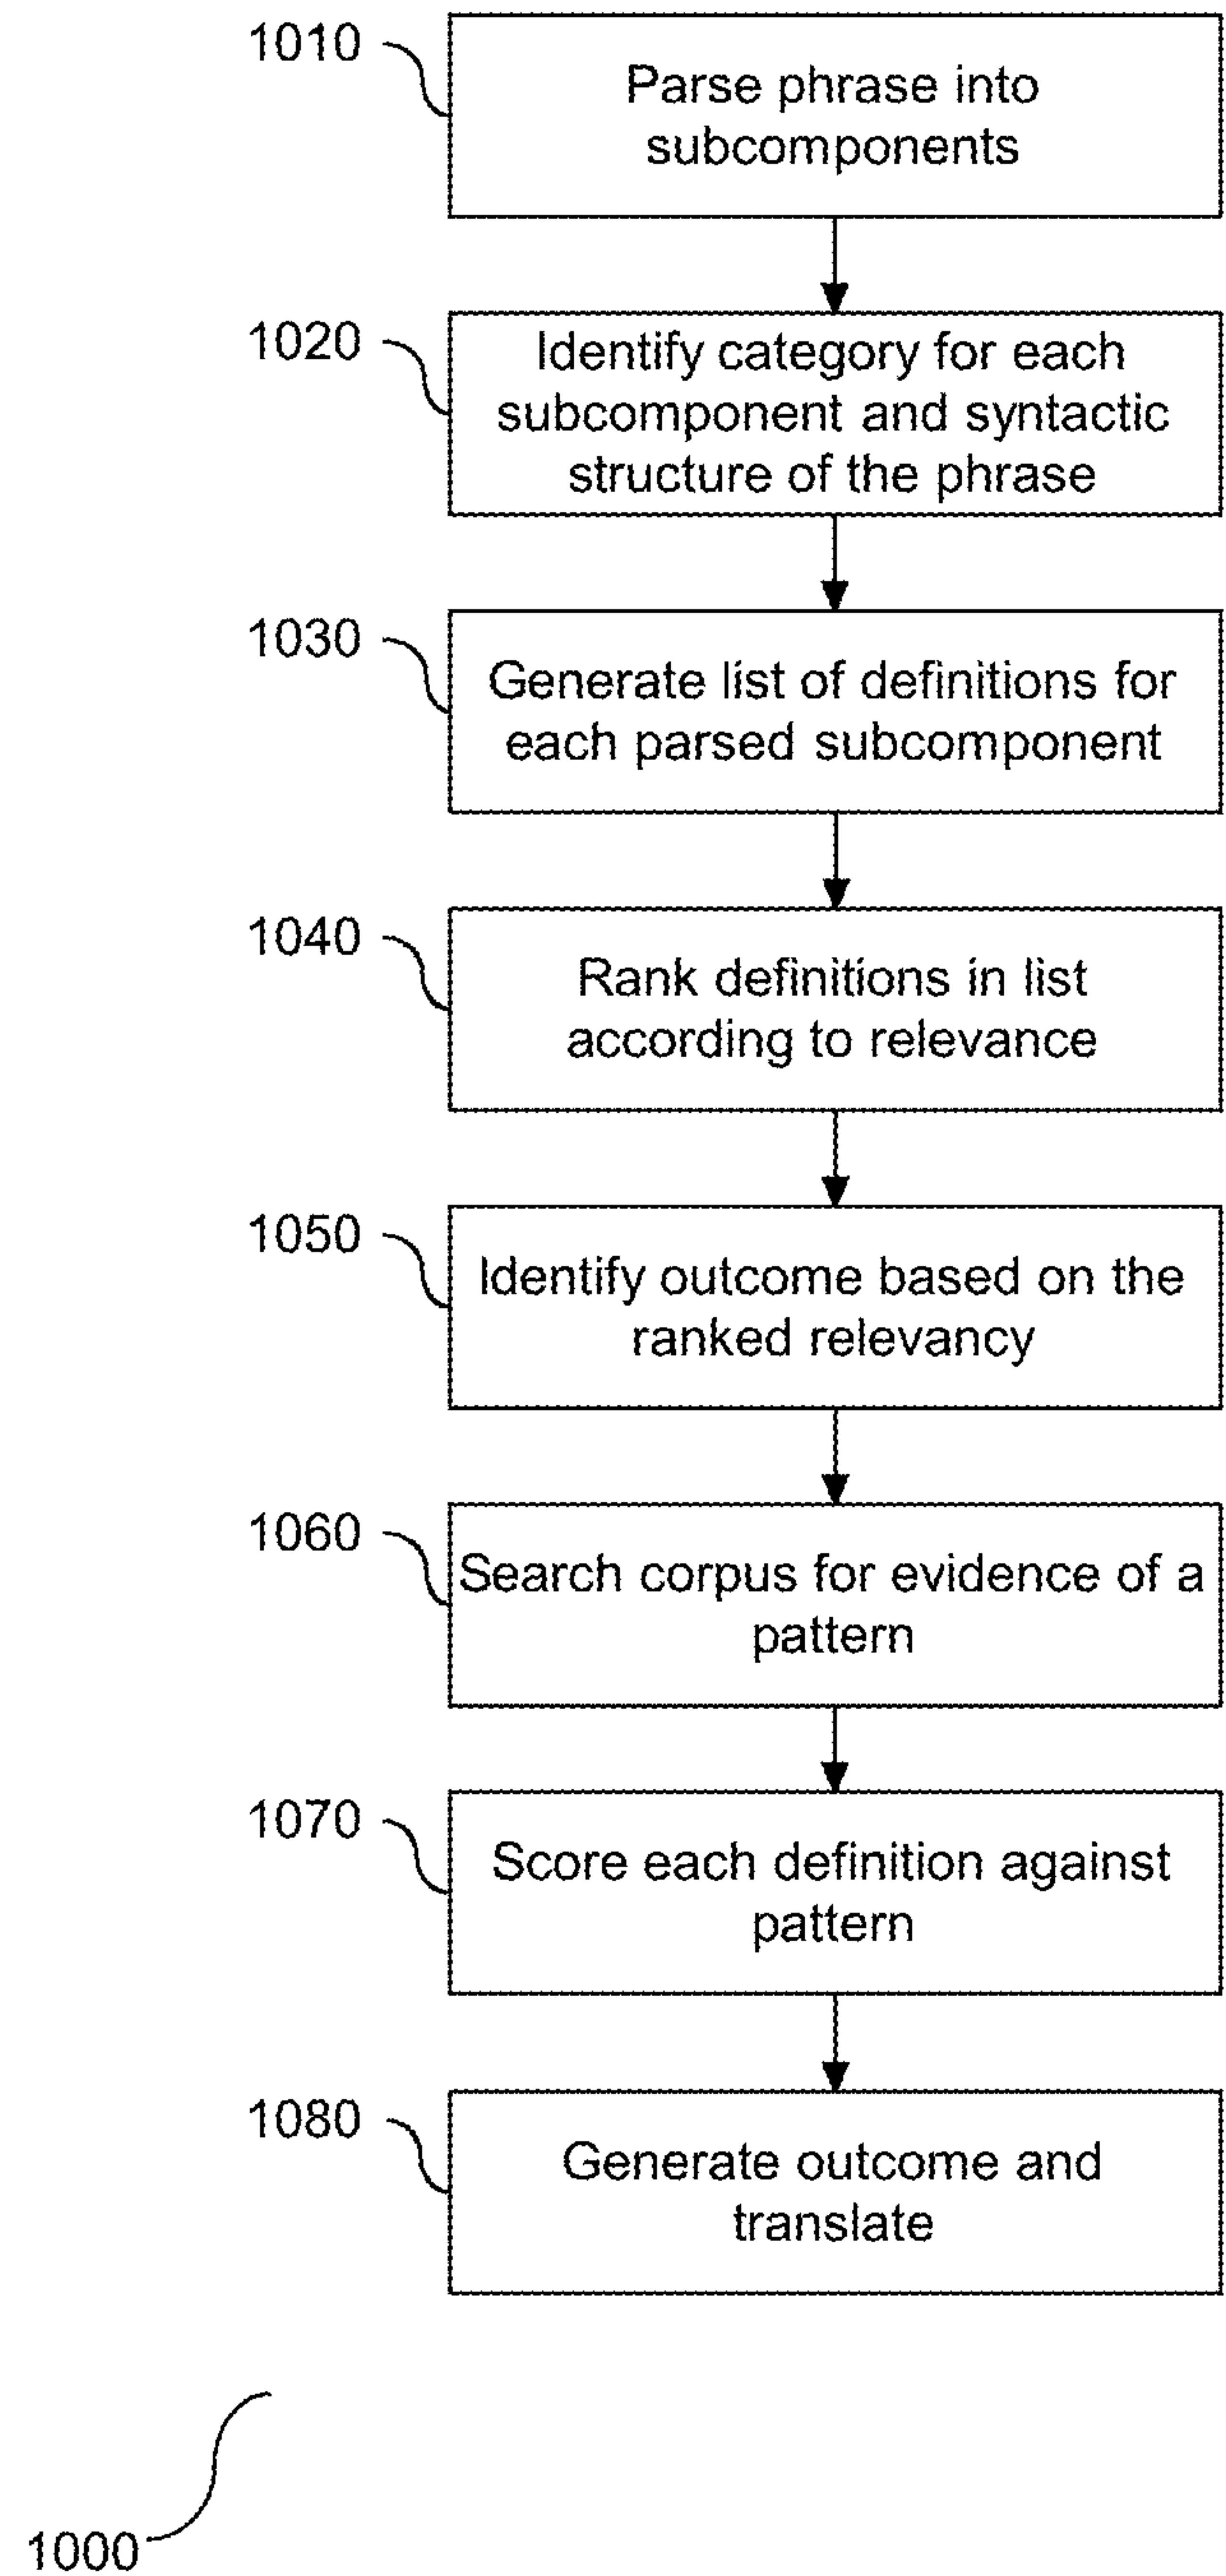 1010
Parse phrase into
subcomponents
1020
Identify category for each
subcomponent and syntactic
structure of the phrase
1030
Generate list of definitions for
each parsed subcomponent
1040
Rank definitions in list
according to relevance
1050
Identify outcome based on the
ranked relevancy
1060
Search corpus for evidence of a
pattern
1070
Score each definition against
pattern
1080
Generate outcome and
translate
1000